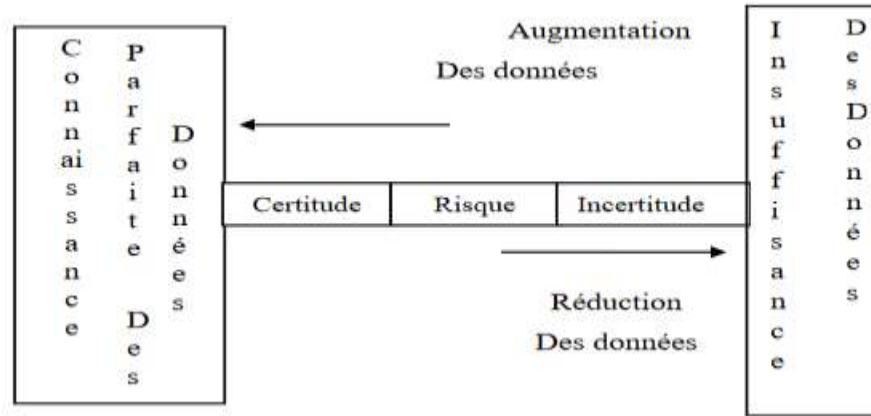 Connaissance
Parfaite Des
Données
Augmentation
Des données
Certitude
Risque
Incertitude
Réduction
Des données
Insuffisance
Des Données